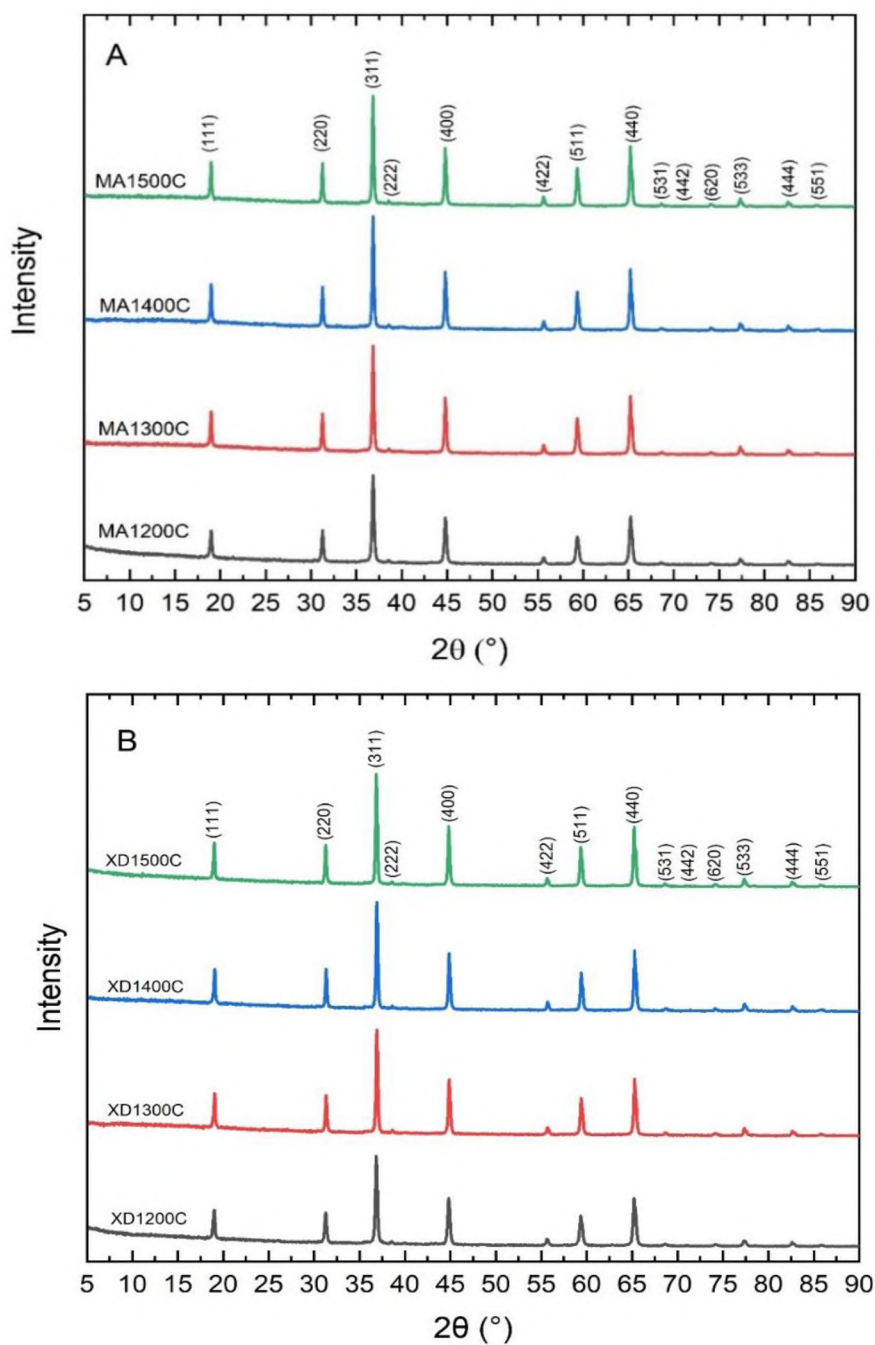 A
(111)
(220)
(311)
(222)
(400)
(422)
(511)
(440)
(531)
(442)
(620)
(533)
(444)
(551)
MA1500C
MA1400C
MA1300C
MA1200C
Intensity
5 10 15 20 25 30 35 40 45 50 55 60 65 70 75 80 85 90
2θ (°)
B
(111)
(220)
(311)
(222)
(400)
(422)
(511)
(440)
(531)
(442)
(620)
(533)
(444)
(551)
XD1500C
XD1400C
XD1300C
XD1200C
Intensity
5 10 15 20 25 30 35 40 45 50 55 60 65 70 75 80 85 90
2θ (°)